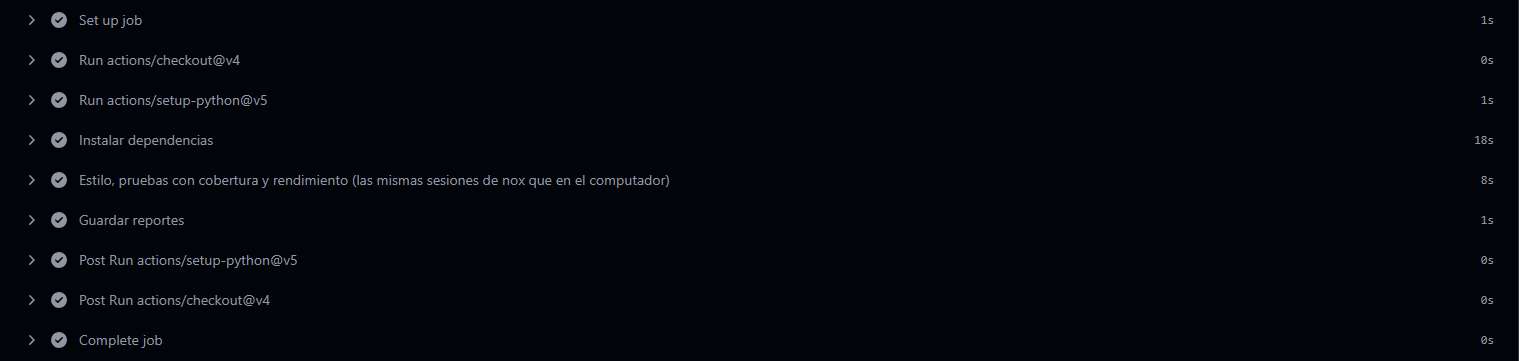 Set up job 1s
Run actions/checkout@v4 0s
Run actions/setup-python@v5 1s
Instalar dependencias 18s
Estilo, pruebas con cobertura y rendimiento (las mismas sesiones de nox que en el computador) 8s
Guardar reportes 1s
Post Run actions/setup-python@v5 0s
Post Run actions/checkout@v4 0s
Complete job 0s